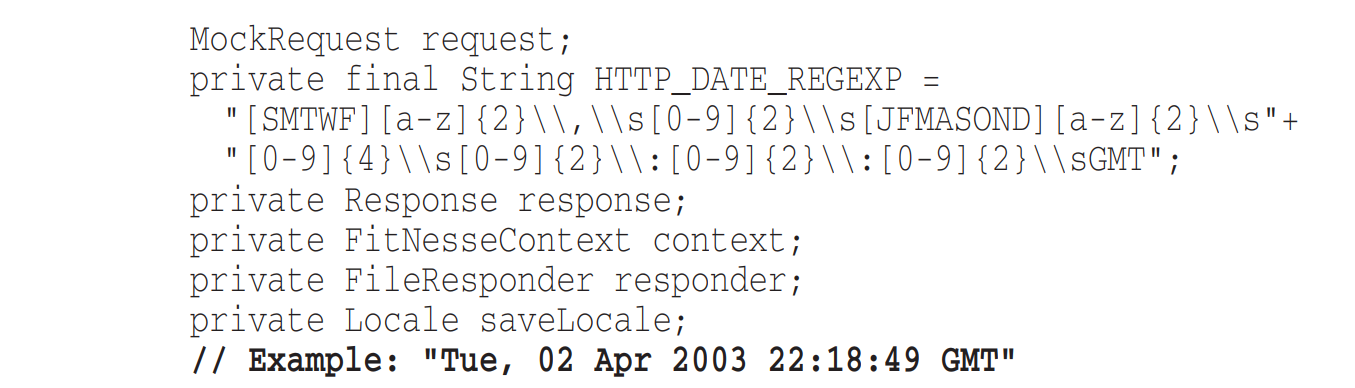 MockRequest request;
private final String HTTP_DATE_REGEXP =
"[SMTWF][a-z]{2}\\,\\s[0-9]{2}\\s[JFMASOND][a-z]{2}\\s"+
"[0-9]{4}\\s[0-9]{2}\\:[0-9]{2}\\:[0-9]{2}\\sGMT";
private Response response;
private FitNesseContext context;
private FileResponder responder;
private Locale saveLocale;
// Example: "Tue, 02 Apr 2003 22:18:49 GMT"